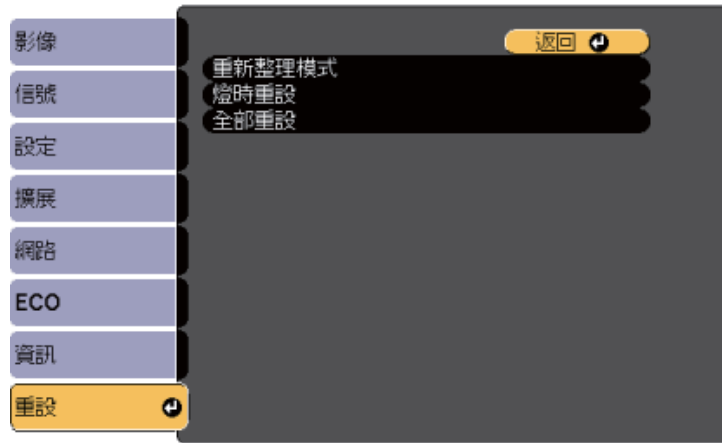 影像
信號
設定
擴展
網路
ECO
資訊
重設
返回
重新整理模式
燈時重設
全部重設